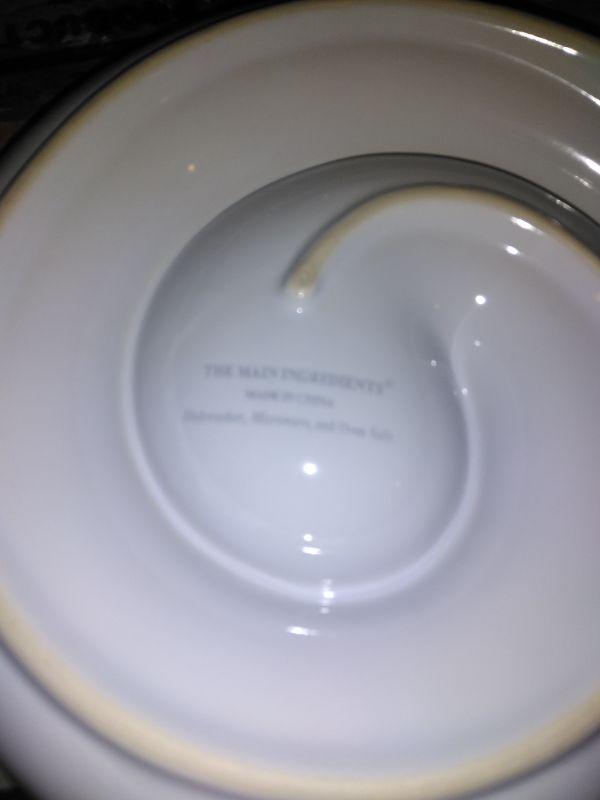 THE MAIN INGREDIENTS®
MADE IN CHINA
Dishwasher, Microwave, and Oven Safe